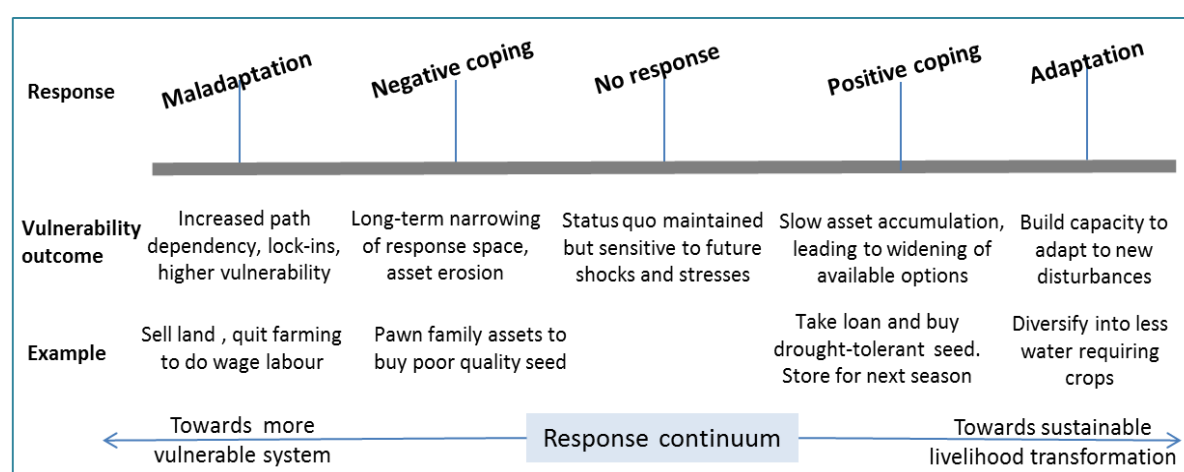 Response
Maladaptation
Negative coping
No response
Positive coping
Adaptation
Vulnerability
outcome
Increased path
dependency, lock-ins,
higher vulnerability
Long-term narrowing
of response space,
asset erosion
Status quo maintained
but sensitive to future
shocks and stresses
Slow asset accumulation,
leading to widening of
available options
Build capacity to
adapt to new
disturbances
Example
Sell land , quit farming
to do wage labour
Pawn family assets to
buy poor quality seed
Take loan and buy
drought-tolerant seed.
Store for next season
Diversify into less
water requiring
crops
Towards more
vulnerable system
Response continuum
Towards sustainable
livelihood transformation